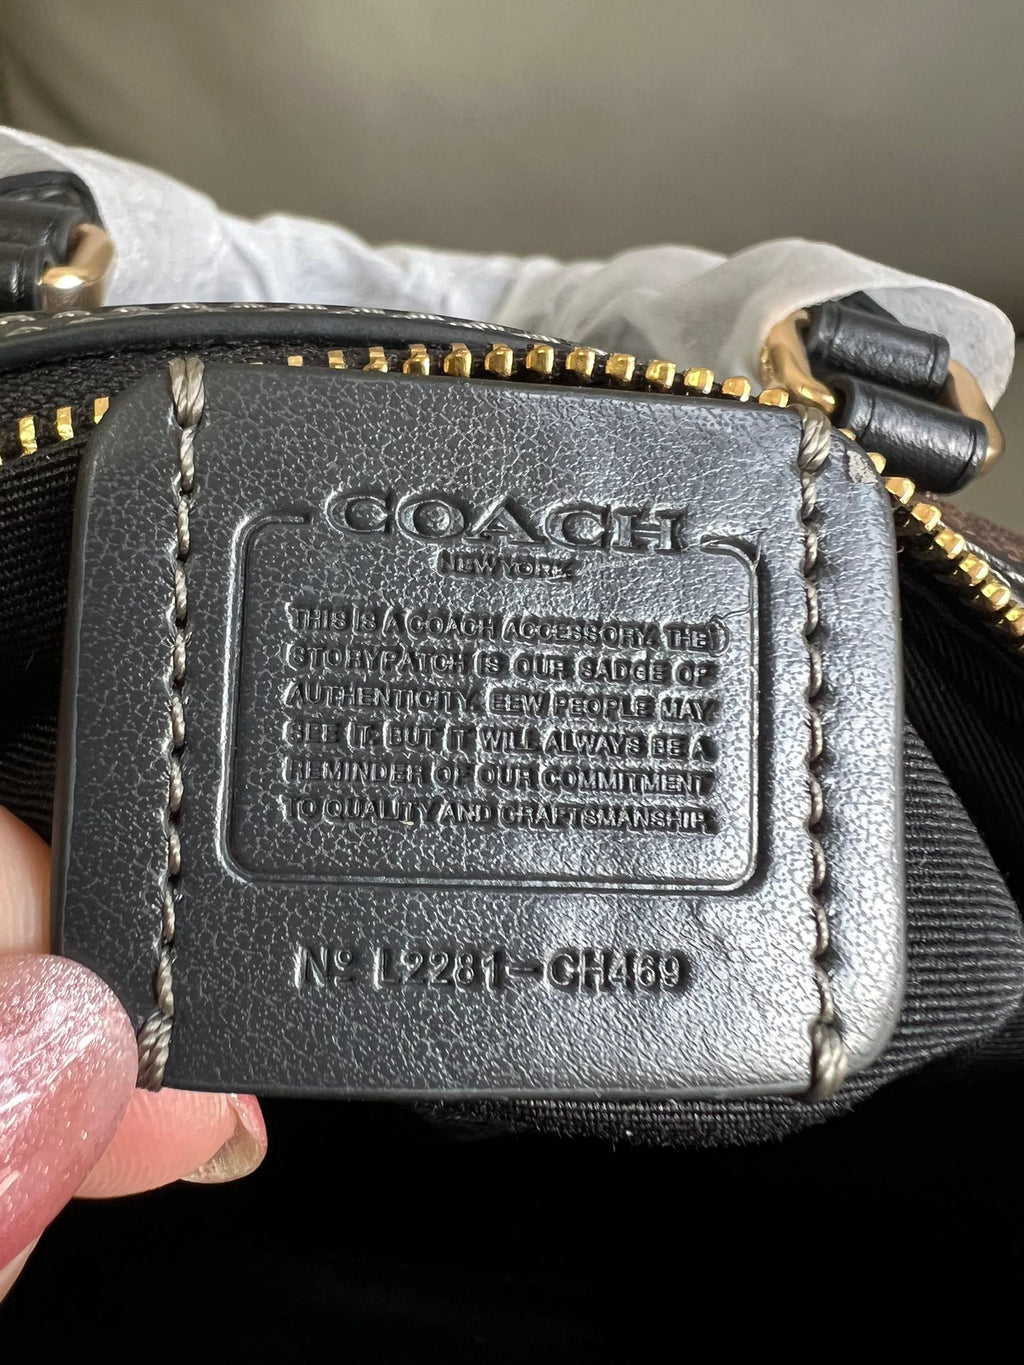 COACH
NEW YORK
THIS IS A COACH ACCESSORY. THE
STORYPATCH IS OUR BADGE OF
AUTHENTICITY. FEW PEOPLE MAY
SEE IT. BUT IT WILL ALWAYS BE A
REMINDER OF OUR COMMITMENT
TO QUALITY AND CRAFTSMANSHIP.
Nº L2281-CH469